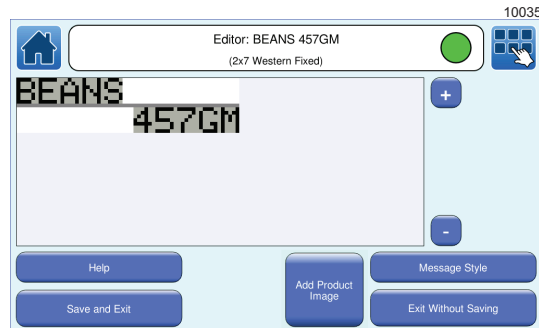 10035
Editor: BEANS 457GM
(2x7 Western Fixed)
BEANS
457GM
+
-
Help
Add Product
Image
Message Style
Save and Exit
Exit Without Saving